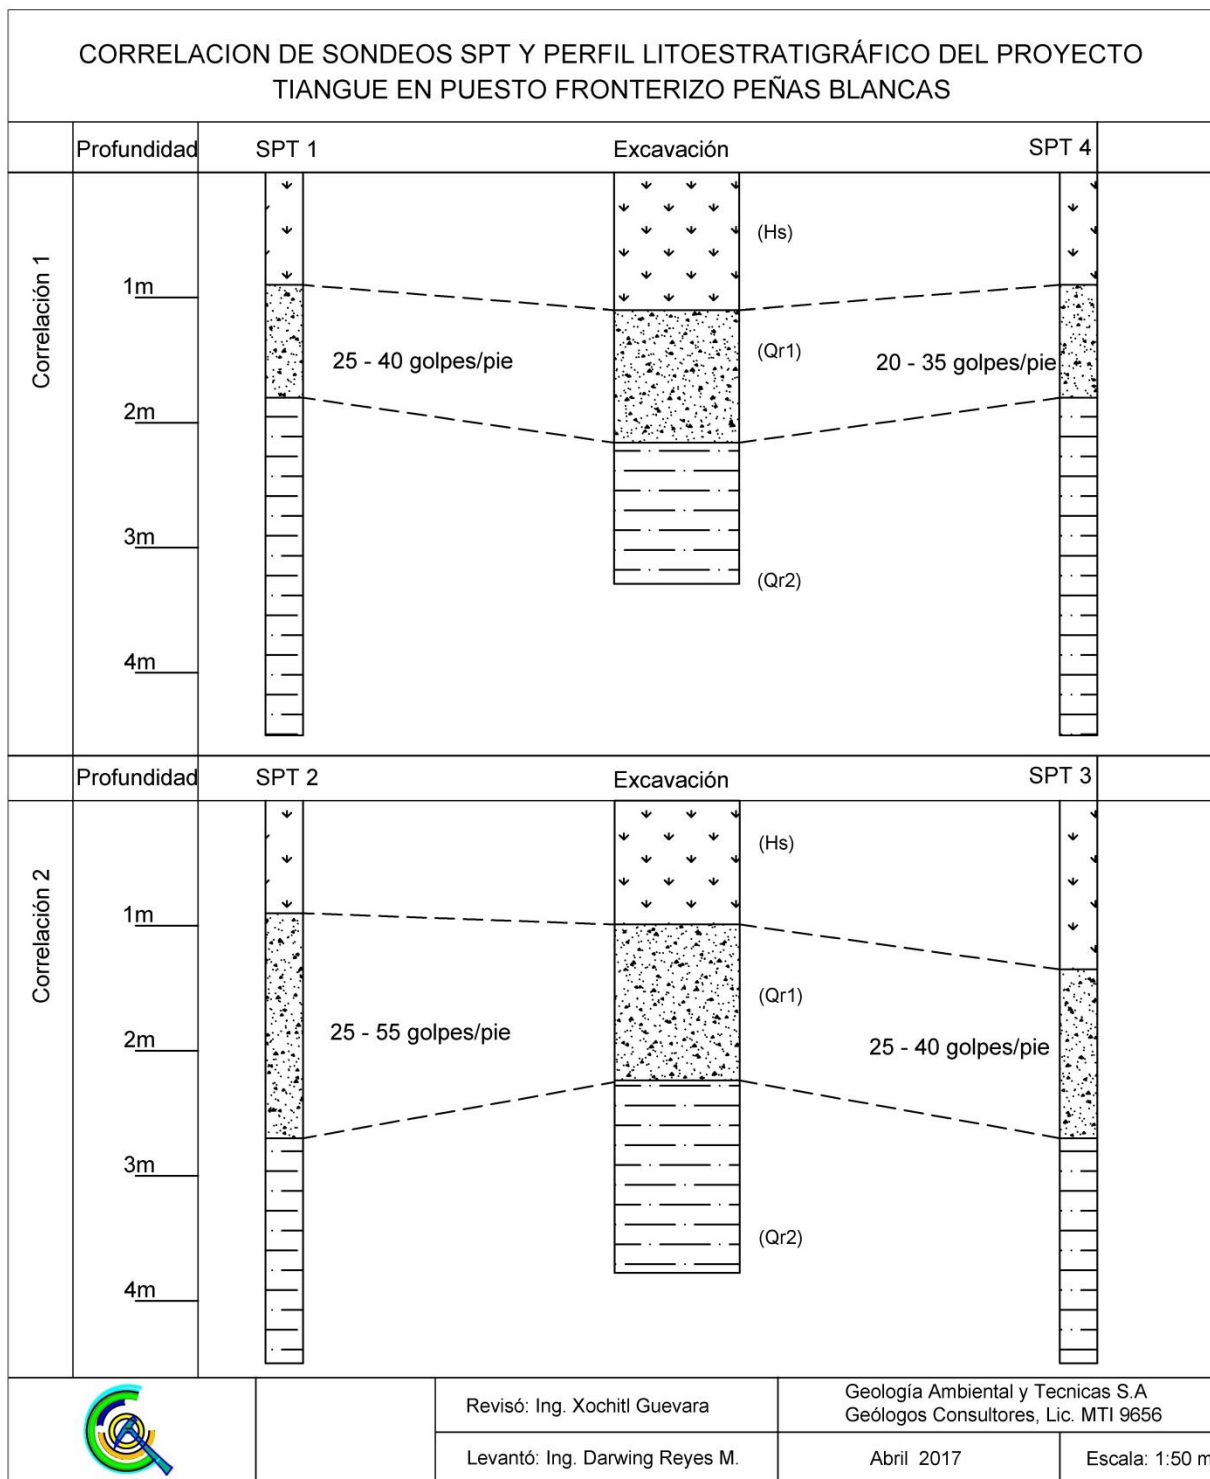 CORRELACION DE SONDEOS SPT Y PERFIL LITOESTRATIGRÁFICO DEL PROYECTO
TIANGUE EN PUESTO FRONTERIZO PEÑAS BLANCAS
Profundidad
SPT 1
Excavación
SPT 4
Correlación 1
(Hs)
1m
25 - 40 golpes/pie
(Qr1)
20 - 35 golpes/pie
2m
3m
(Qr2)
4m
Profundidad
SPT 2
Excavación
SPT 3
Correlación 2
(Hs)
1m
(Qr1)
25 - 55 golpes/pie
25 - 40 golpes/pie
2m
3m
(Qr2)
4m
Revisó: Ing. Xochitl Guevara
Geología Ambiental y Tecnicas S.A
Geólogos Consultores, Lic. MTI 9656
Levantó: Ing. Darwing Reyes M.
Abril 2017
Escala: 1:50 m